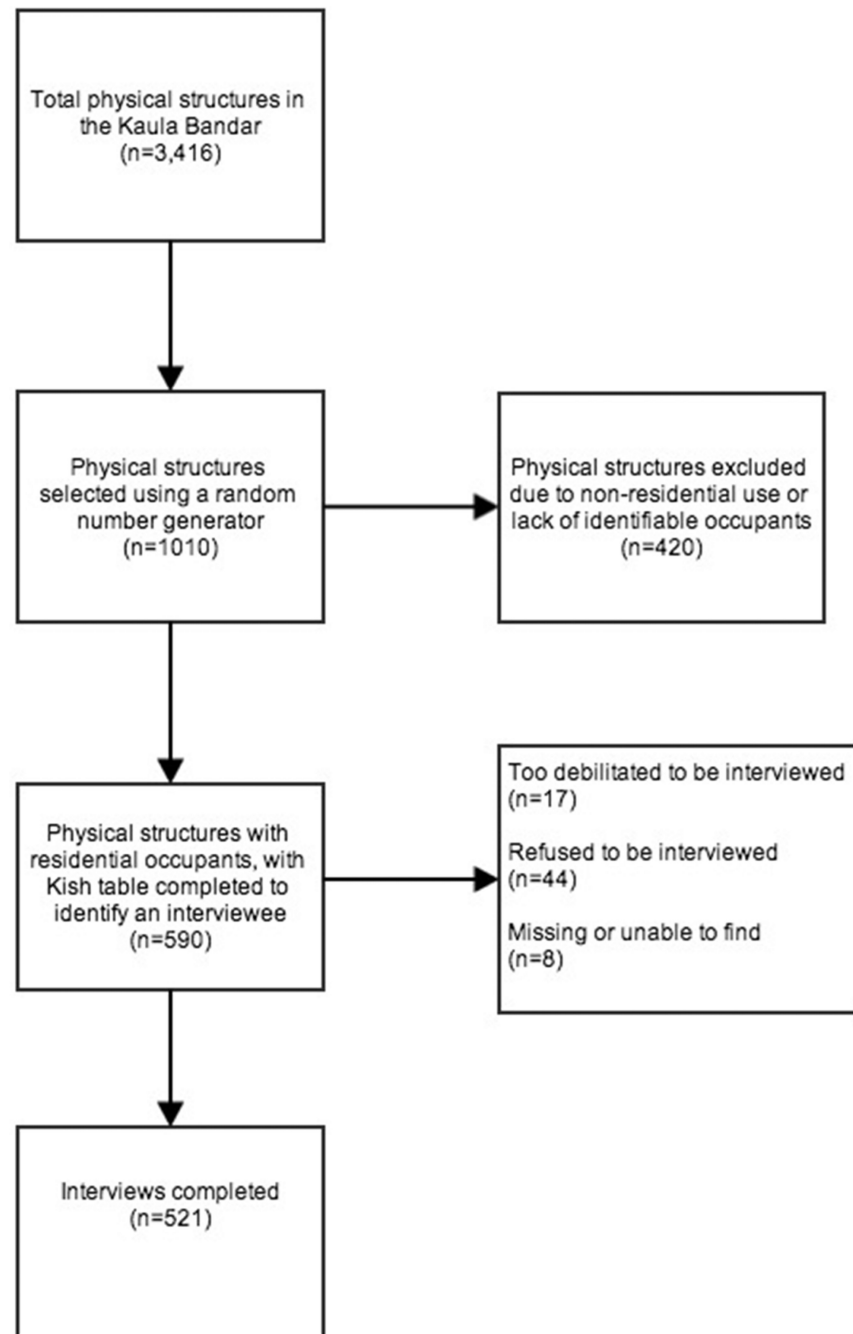 Total physical structures in
the Kaula Bandar
(n=3,416)
Physical structures
selected using a random
number generator
(n=1010)
Physical structures excluded
due to non-residential use or
lack of identifiable occupants
(n=420)
Physical structures with
residential occupants, with
Kish table completed to
identify an interviewee
(n=590)
Too debilitated to be interviewed
(n=17)
Refused to be interviewed
(n=44)
Missing or unable to find
(n=8)
Interviews completed
(n=521)